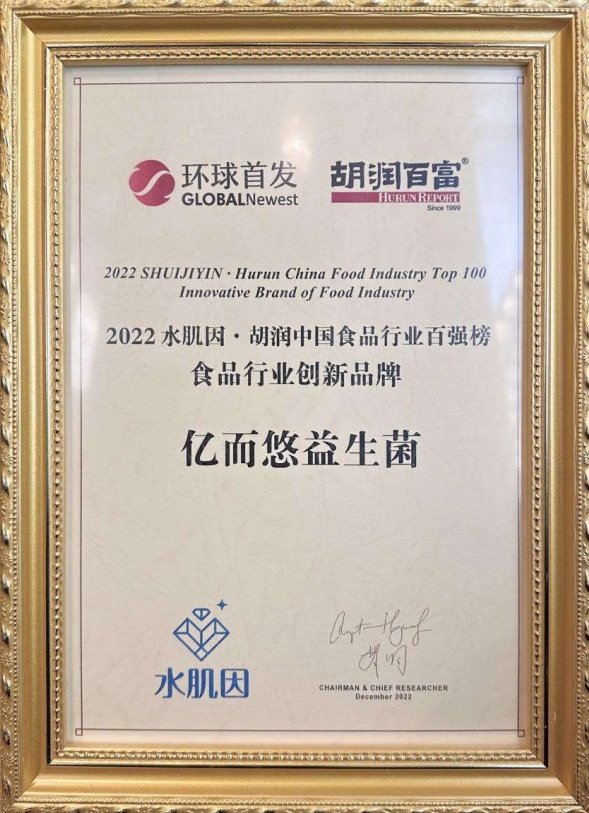 环球首发
GLOBALNewest
胡润百富®
HURUN REPORT
Since 1999
2022 SHUIJIYIN · Hurun China Food Industry Top 100
Innovative Brand of Food Industry
2022 水肌因 · 胡润中国食品行业百强榜
食品行业创新品牌
亿而悠益生菌
水肌因
胡润
CHAIRMAN & CHIEF RESEARCHER
December 2022